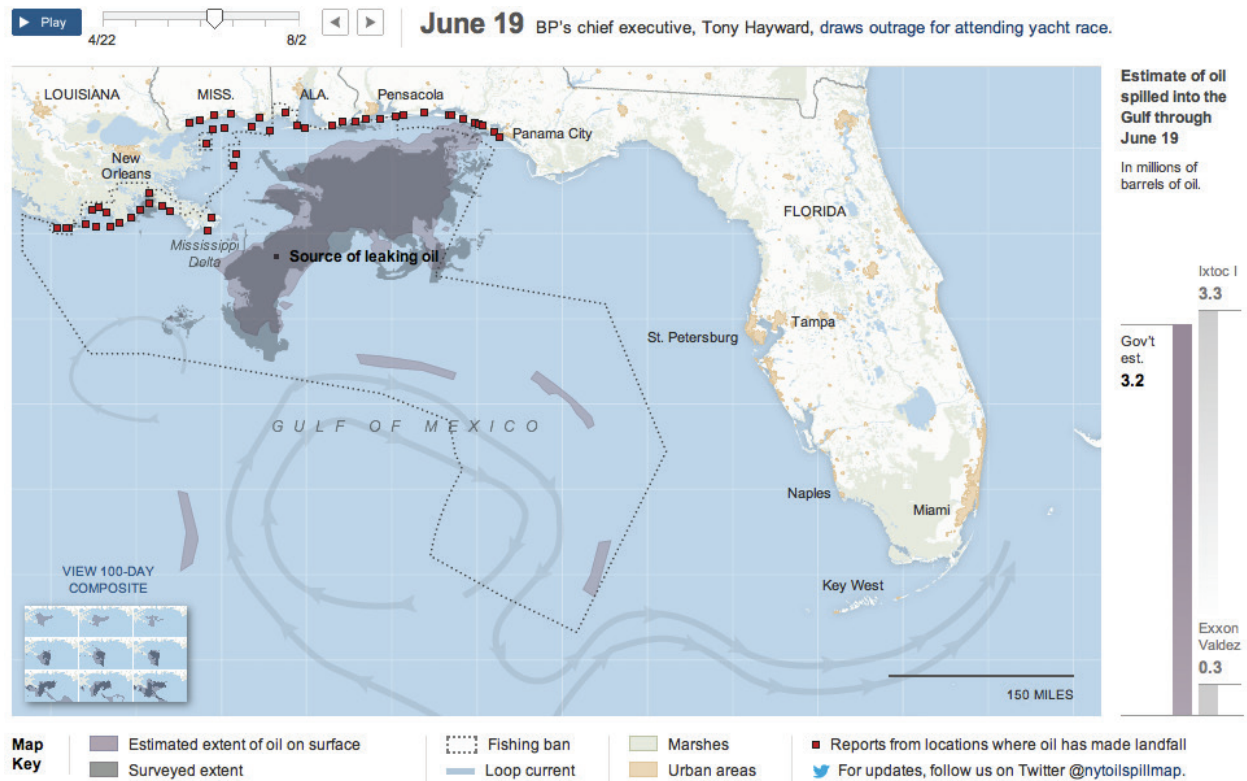 Play
4/22
8/2
June 19 BP's chief executive, Tony Hayward, draws outrage for attending yacht race.
LOUISIANA
MISS.
ALA.
Pensacola
Panama City
New
Orleans
Mississippi
Delta
Source of leaking oil
FLORIDA
St. Petersburg
Tampa
GULF OF MEXICO
Naples
Miami
Key West
VIEW 100-DAY
COMPOSITE
150 MILES
Estimate of oil
spilled into the
Gulf through
June 19
In millions of
barrels of oil.
Ixtoc I
3.3
Gov't
est.
3.2
Exxon
Valdez
0.3
Map
Key
Estimated extent of oil on surface
Surveyed extent
Fishing ban
Loop current
Marshes
Urban areas
Reports from locations where oil has made landfall
For updates, follow us on Twitter @nytoilspillmap.